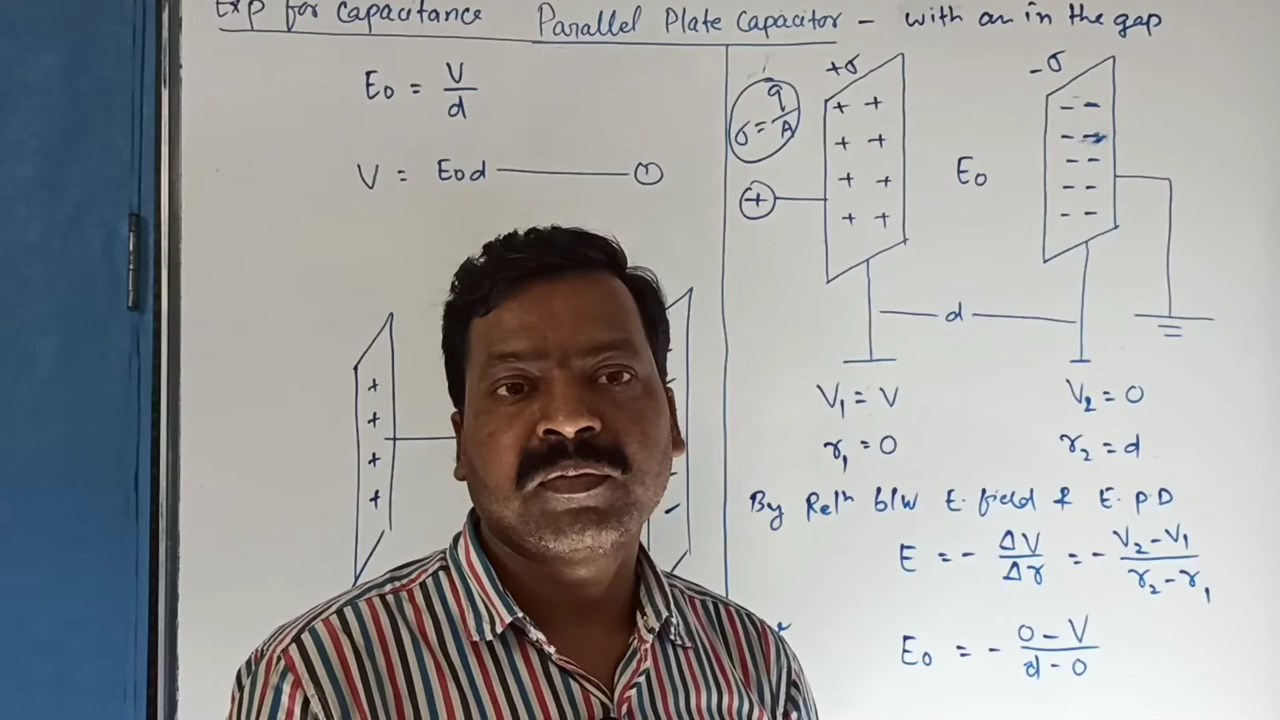 Exp for Capacitance Parallel Plate Capacitor - with air in the gap
E₀ = V/d
V = E₀d ——— ①
σ = q/A
+σ
-σ
+ +
+ +
+ +
+ +
- -
- -
- -
- -
- -
+
E₀
d
V₁ = V
V₂ = 0
r₁ = 0
r₂ = d
By Relⁿ b/w E. field & E. P.D
E = - ΔV/Δr = - V₂-V₁/r₂-r₁
E₀ = - 0-V/d-0
+
+
+
+